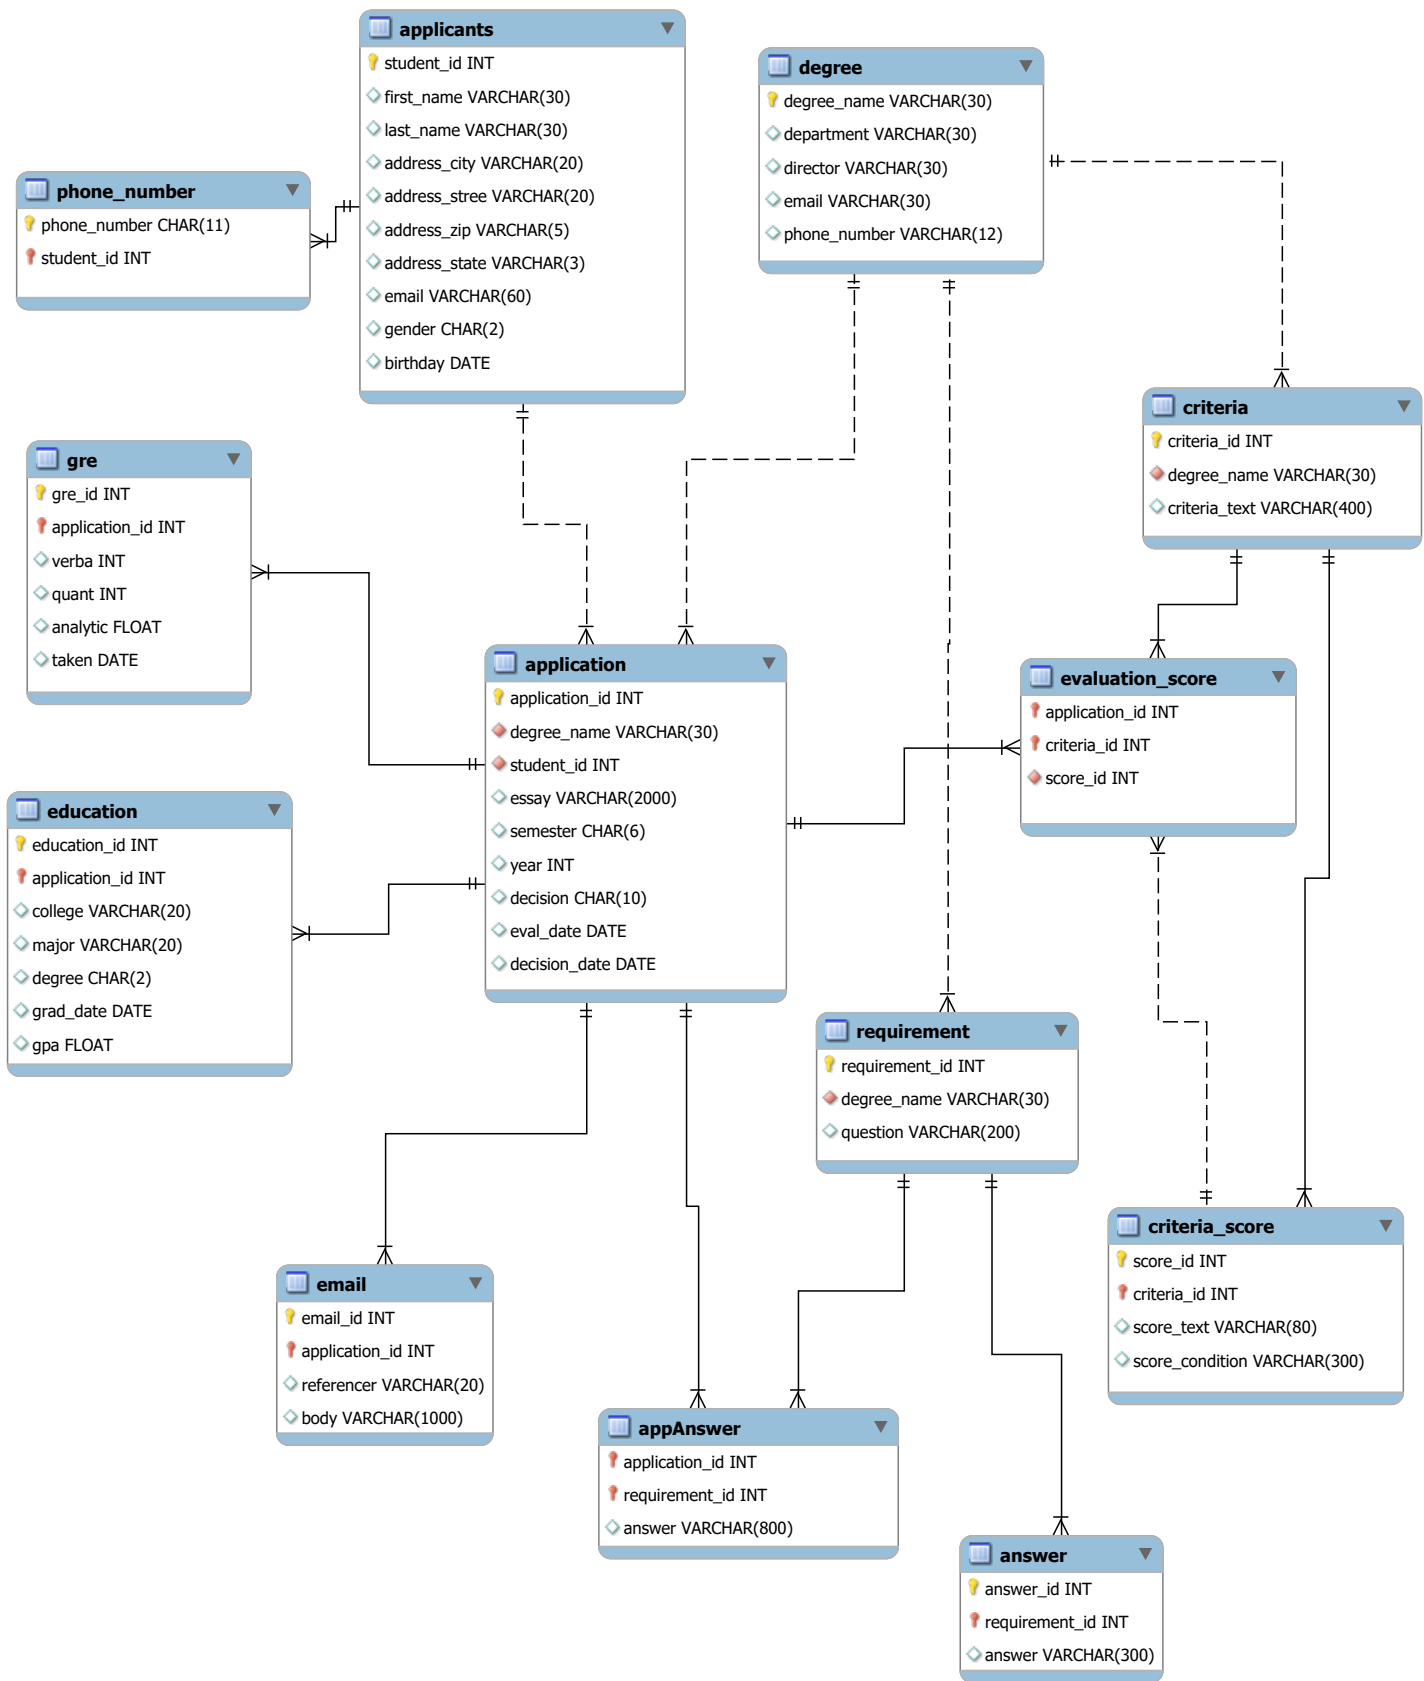 applicants
student_id INT
first_name VARCHAR(30)
last_name VARCHAR(30)
address_city VARCHAR(20)
address_stree VARCHAR(20)
address_zip VARCHAR(5)
address_state VARCHAR(3)
email VARCHAR(60)
gender CHAR(2)
birthday DATE
degree
degree_name VARCHAR(30)
department VARCHAR(30)
director VARCHAR(30)
email VARCHAR(30)
phone_number VARCHAR(12)
phone_number
phone_number CHAR(11)
student_id INT
criteria
criteria_id INT
degree_name VARCHAR(30)
criteria_text VARCHAR(400)
gre
gre_id INT
application_id INT
verba INT
quant INT
analytic FLOAT
taken DATE
application
application_id INT
degree_name VARCHAR(30)
student_id INT
essay VARCHAR(2000)
semester CHAR(6)
year INT
decision CHAR(10)
eval_date DATE
decision_date DATE
evaluation_score
application_id INT
criteria_id INT
score_id INT
education
education_id INT
application_id INT
college VARCHAR(20)
major VARCHAR(20)
degree CHAR(2)
grad_date DATE
gpa FLOAT
requirement
requirement_id INT
degree_name VARCHAR(30)
question VARCHAR(200)
criteria_score
score_id INT
criteria_id INT
score_text VARCHAR(80)
score_condition VARCHAR(300)
email
email_id INT
application_id INT
referencer VARCHAR(20)
body VARCHAR(1000)
appAnswer
application_id INT
requirement_id INT
answer VARCHAR(800)
answer
answer_id INT
requirement_id INT
answer VARCHAR(300)